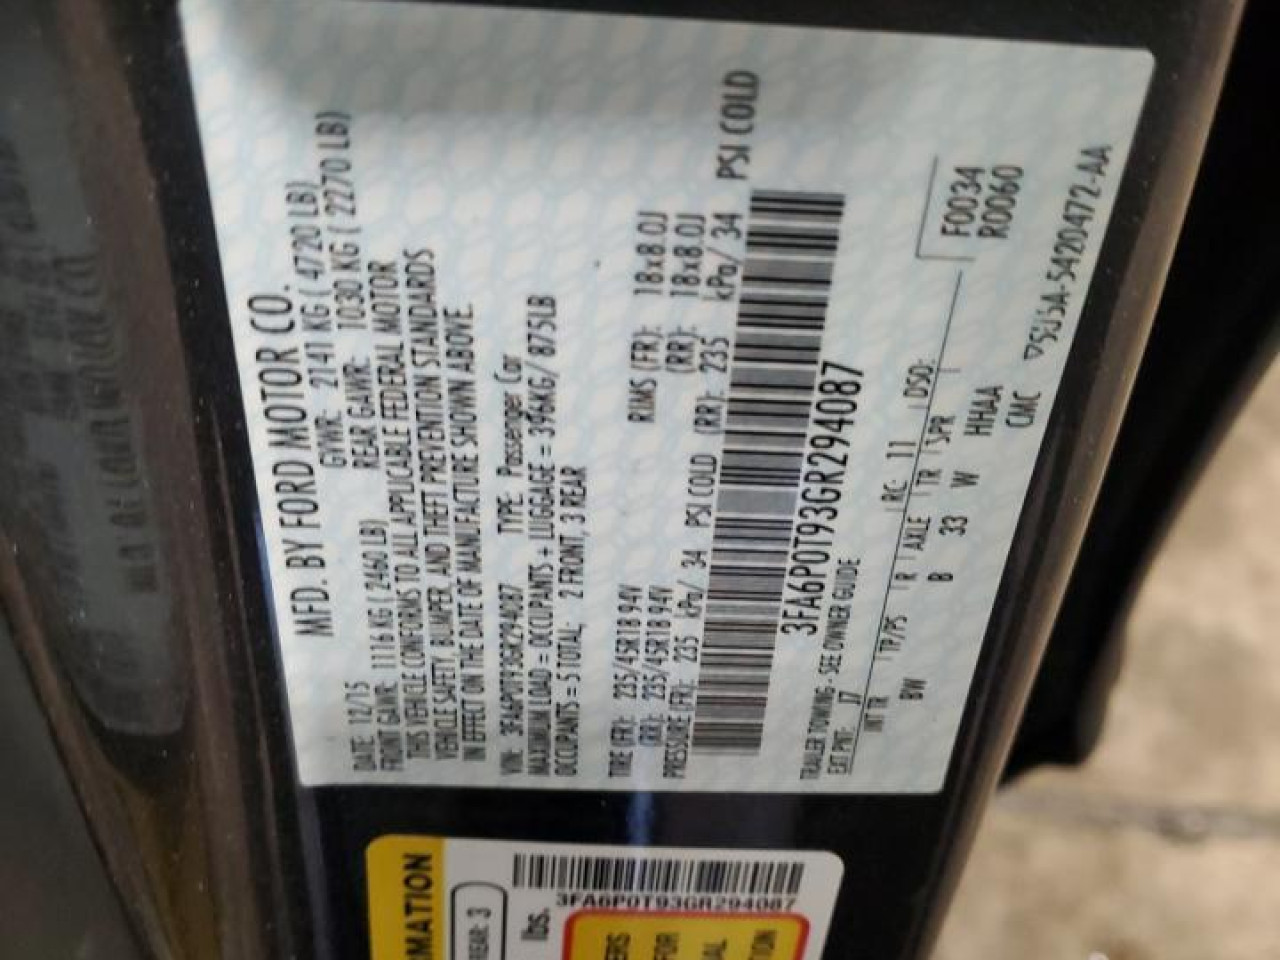 MFD. BY FORD MOTOR CO.
DATE: 12/15 GVWR: 2141 KG ( 4720 LB)
FRONT GAWR: 1116 KG ( 2460 LB) REAR GAWR: 1030 KG ( 2270 LB)
THIS VEHICLE CONFORMS TO ALL APPLICABLE FEDERAL MOTOR
VEHICLE SAFETY, BUMPER, AND THEFT PREVENTION STANDARDS
IN EFFECT ON THE DATE OF MANUFACTURE SHOWN ABOVE.
VIN: 3FA6P0T93GR294087 TYPE: Passenger Car
MAXIMUM LOAD = OCCUPANTS + LUGGAGE = 396KG/ 875LB
OCCUPANTS = 5 TOTAL: 2 FRONT, 3 REAR
TIRE (FR): 235/45R18 94V RIMS (FR): 18x8.0J
(RR): 235/45R18 94V (RR): 18x8.0J
PRESSURE (FR): 235 kPa/ 34 PSI COLD (RR): 235 kPa/ 34 PSI COLD
3FA6P0T93GR294087
TRAILER TOWING - SEE OWNER GUIDE
EXT PNT: J7 RC: 11 DSO:
F0034
R0060
INT TR TP/PS R AXLE TR SPR
BW B 33 W HHAA
CMC
5U5A-5420472-AA
RMATION
REAR: 3
lbs.
3FA6P0T93GR294087